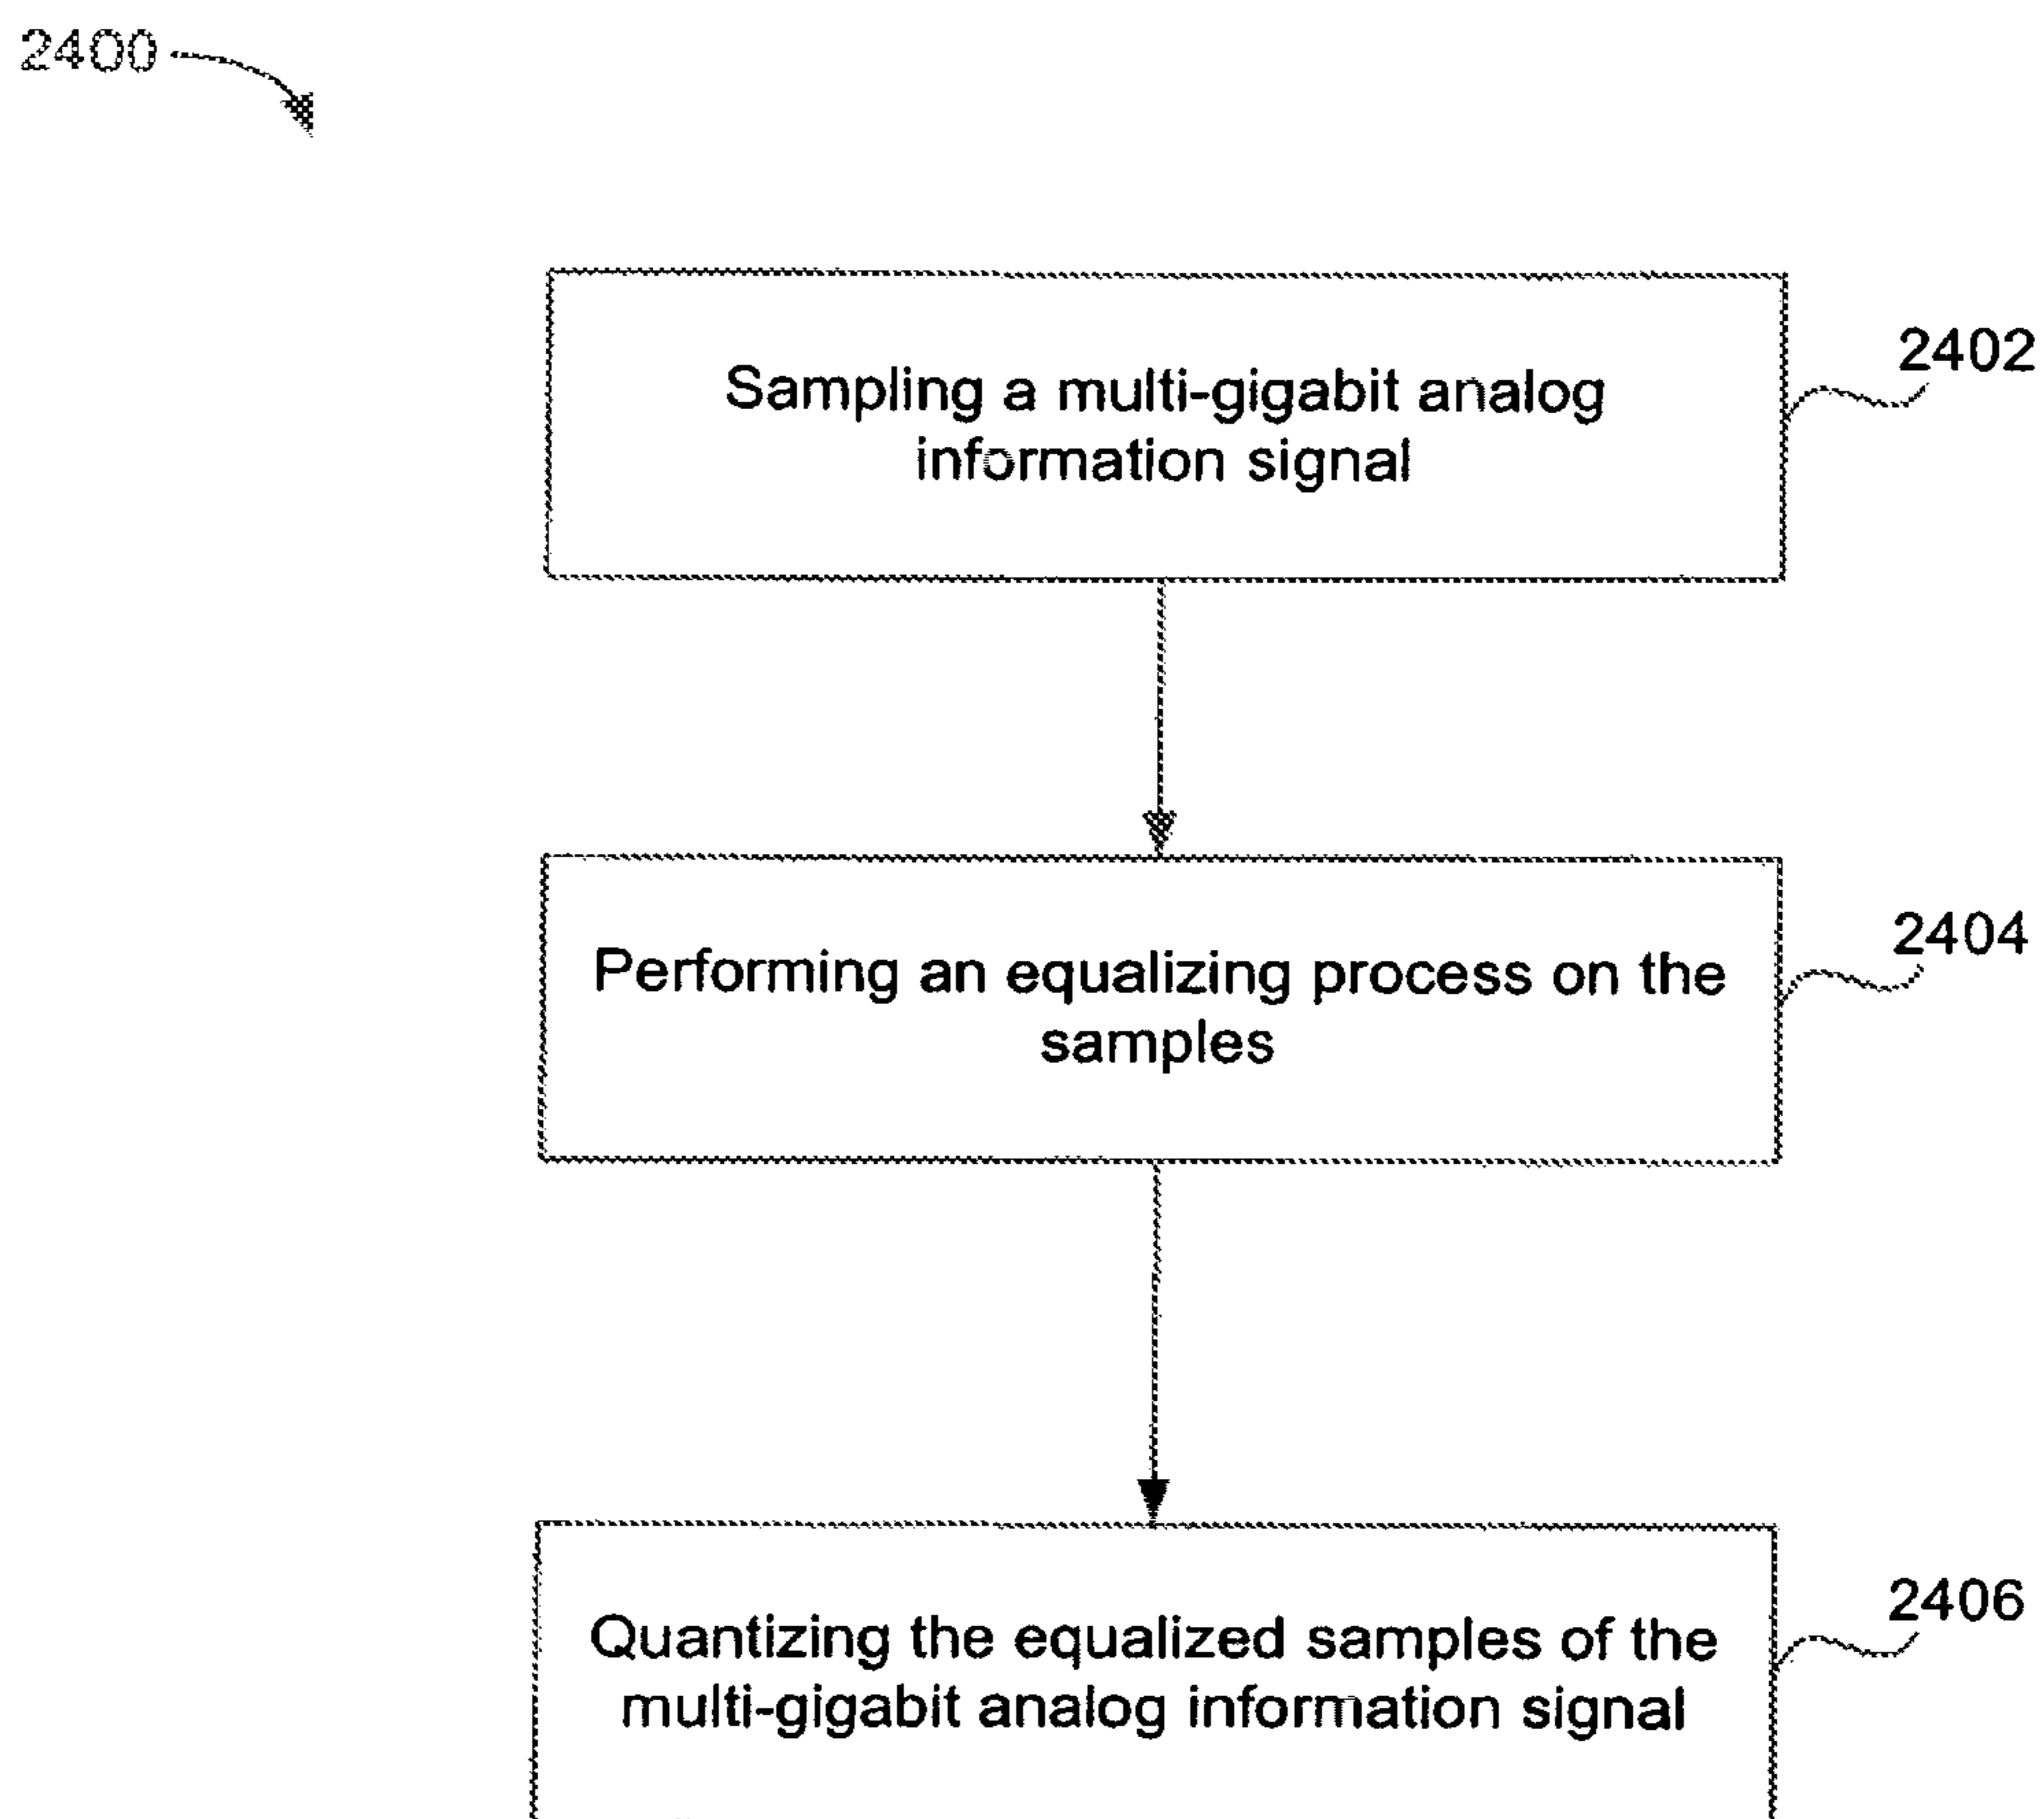 2400
Sampling a multi-gigabit analog
information signal
2402
Performing an equalizing process on the
samples
2404
Quantizing the equalized samples of the
multi-gigabit analog information signal
2406